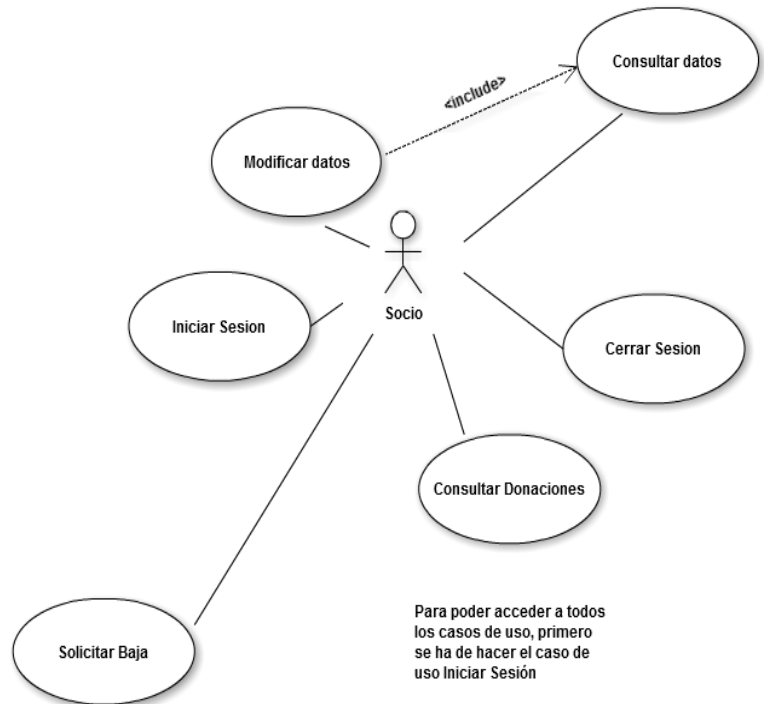 Consultar datos
<include>
Modificar datos
Socio
Iniciar Sesion
Cerrar Sesion
Consultar Donaciones
Para poder acceder a todos
los casos de uso, primero
se ha de hacer el caso de
uso Iniciar Sesión
Solicitar Baja